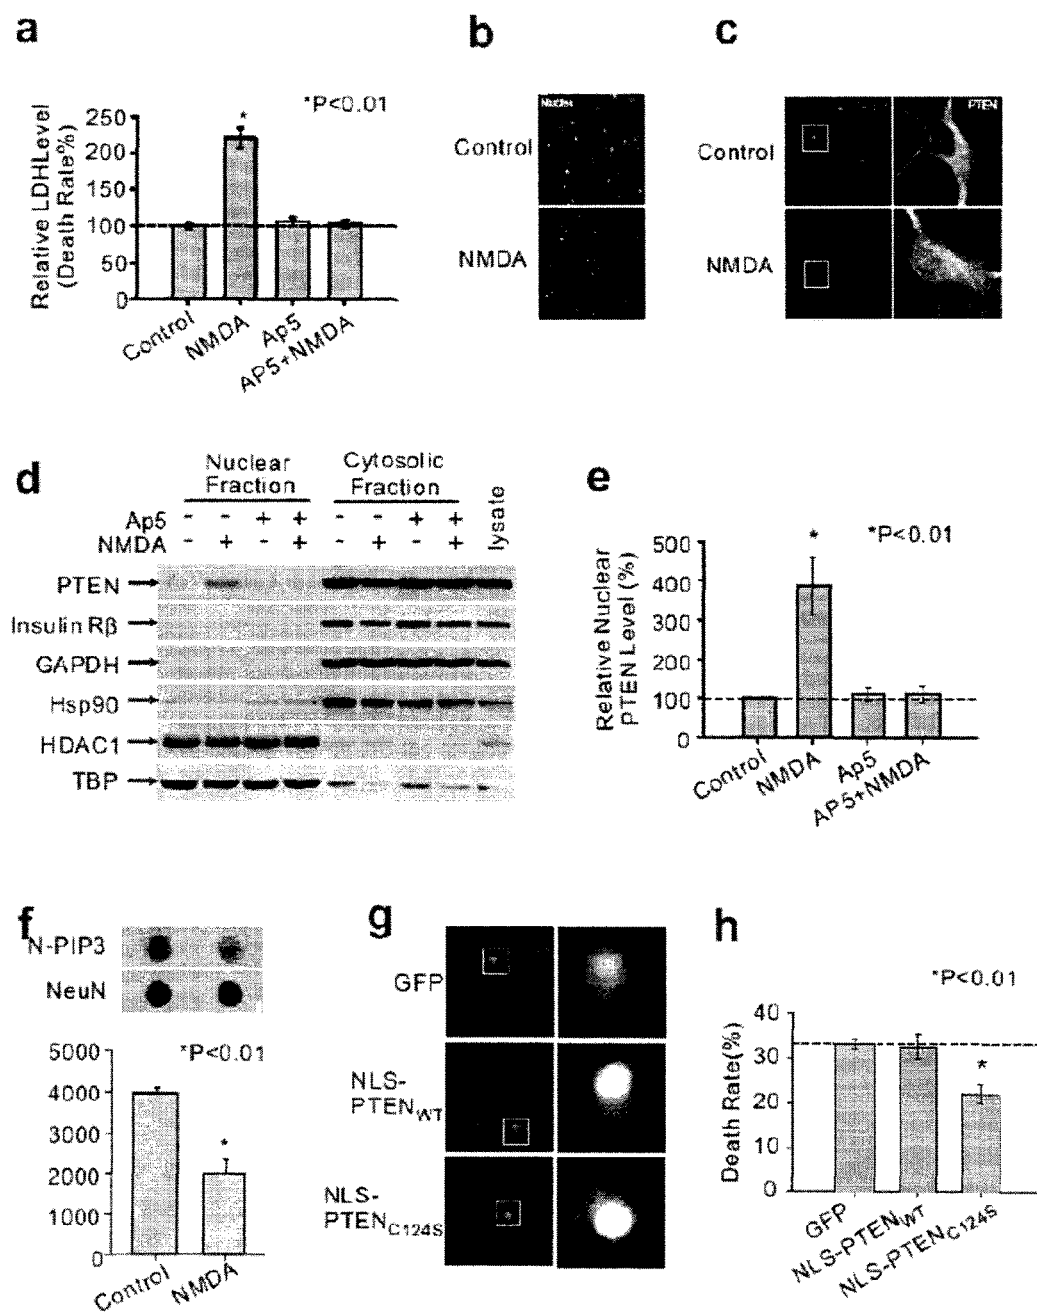 a
*P<0.01
Relative LDHLevel
(Death Rate%)
250
200
150
100
50
0
*
Control
NMDA
Ap5
AP5+NMDA
b
Nuclei
Control
NMDA
c
PTEN
Control
NMDA
d
Nuclear
Fraction
Cytosolic
Fraction
lysate
Ap5 - - + + - - + +
NMDA - + - + - + - +
PTEN
Insulin Rβ
GAPDH
Hsp90
HDAC1
TBP
e
*P<0.01
Relative Nuclear
PTEN Level (%)
500
400
300
200
100
0
*
Control
NMDA
Ap5
AP5+NMDA
f
N-PIP3
NeuN
*P<0.01
5000
4000
3000
2000
1000
0
*
Control
NMDA
g
GFP
NLS-
PTENWT
NLS-
PTENC124S
h
*P<0.01
Death Rate(%)
40
30
20
10
0
*
GFP
NLS-PTENWT
NLS-PTENC124S